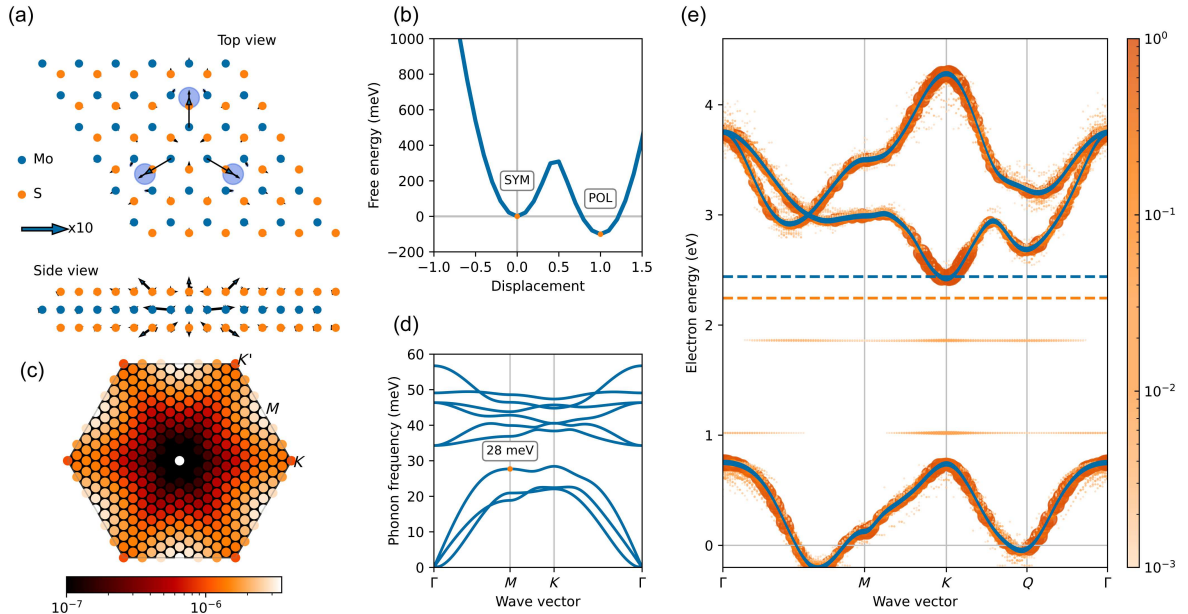 (a)
Top view
Mo
S
x10
Side view
(b)
1000
800
600
400
200
0
−200
Free energy (meV)
SYM
POL
−1.0 −0.5 0.0 0.5 1.0 1.5
Displacement
(c)
K'
M
K
10⁻⁷ 10⁻⁶
(d)
60
50
40
30
20
10
0
Phonon frequency (meV)
28 meV
Γ M K Γ
Wave vector
(e)
4
3
2
1
0
Electron energy (eV)
Γ M K Q Γ
Wave vector
10⁰
10⁻¹
10⁻²
10⁻³